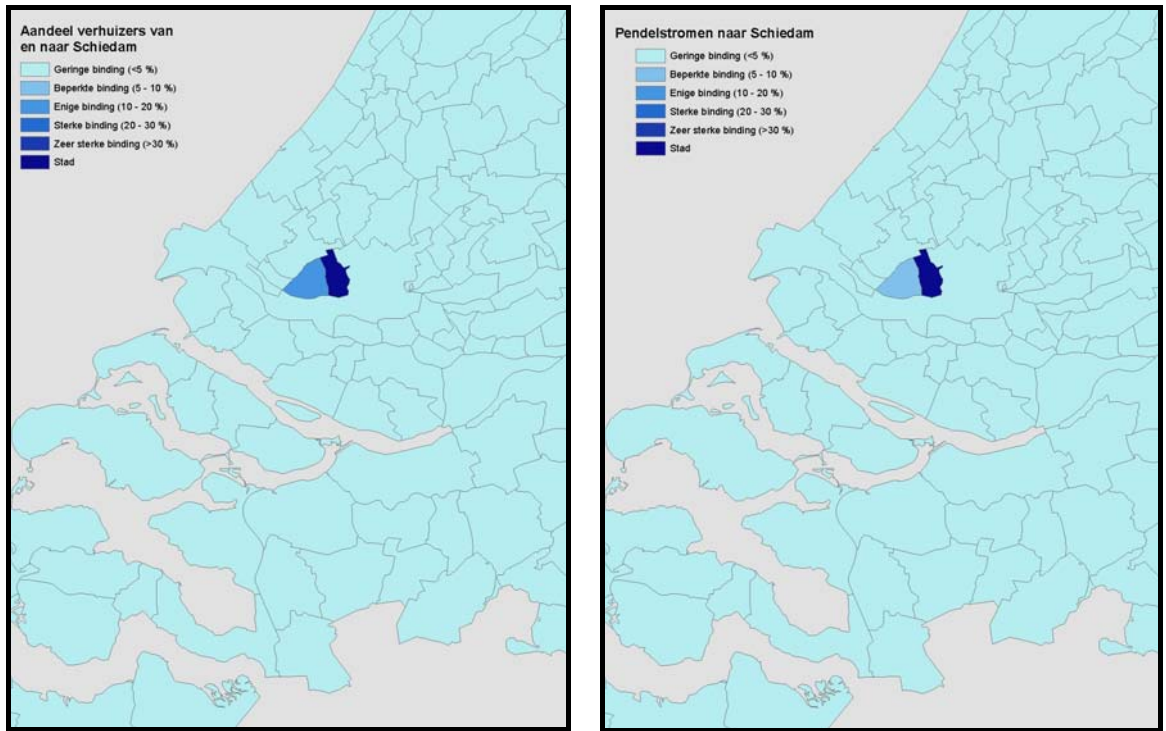 Aandeel verhuizers van
en naar Schiedam
Geringe binding (<5 %)
Beperkte binding (5 - 10 %)
Enige binding (10 - 20 %)
Sterke binding (20 - 30 %)
Zeer sterke binding (>30 %)
Stad
Pendelstromen naar Schiedam
Geringe binding (<5 %)
Beperkte binding (5 - 10 %)
Enige binding (10 - 20 %)
Sterke binding (20 - 30 %)
Zeer sterke binding (>30 %)
Stad